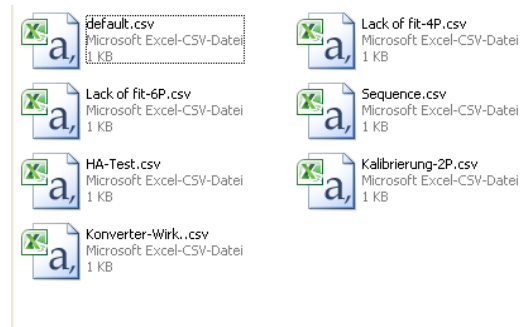 default.csv
Microsoft Excel-CSV-Datei
1 KB
Lack of fit-4P.csv
Microsoft Excel-CSV-Datei
1 KB
Lack of fit-6P.csv
Microsoft Excel-CSV-Datei
1 KB
Sequence.csv
Microsoft Excel-CSV-Datei
1 KB
HA-Test.csv
Microsoft Excel-CSV-Datei
1 KB
Kalibrierung-2P.csv
Microsoft Excel-CSV-Datei
1 KB
Konverter-Wirk..csv
Microsoft Excel-CSV-Datei
1 KB